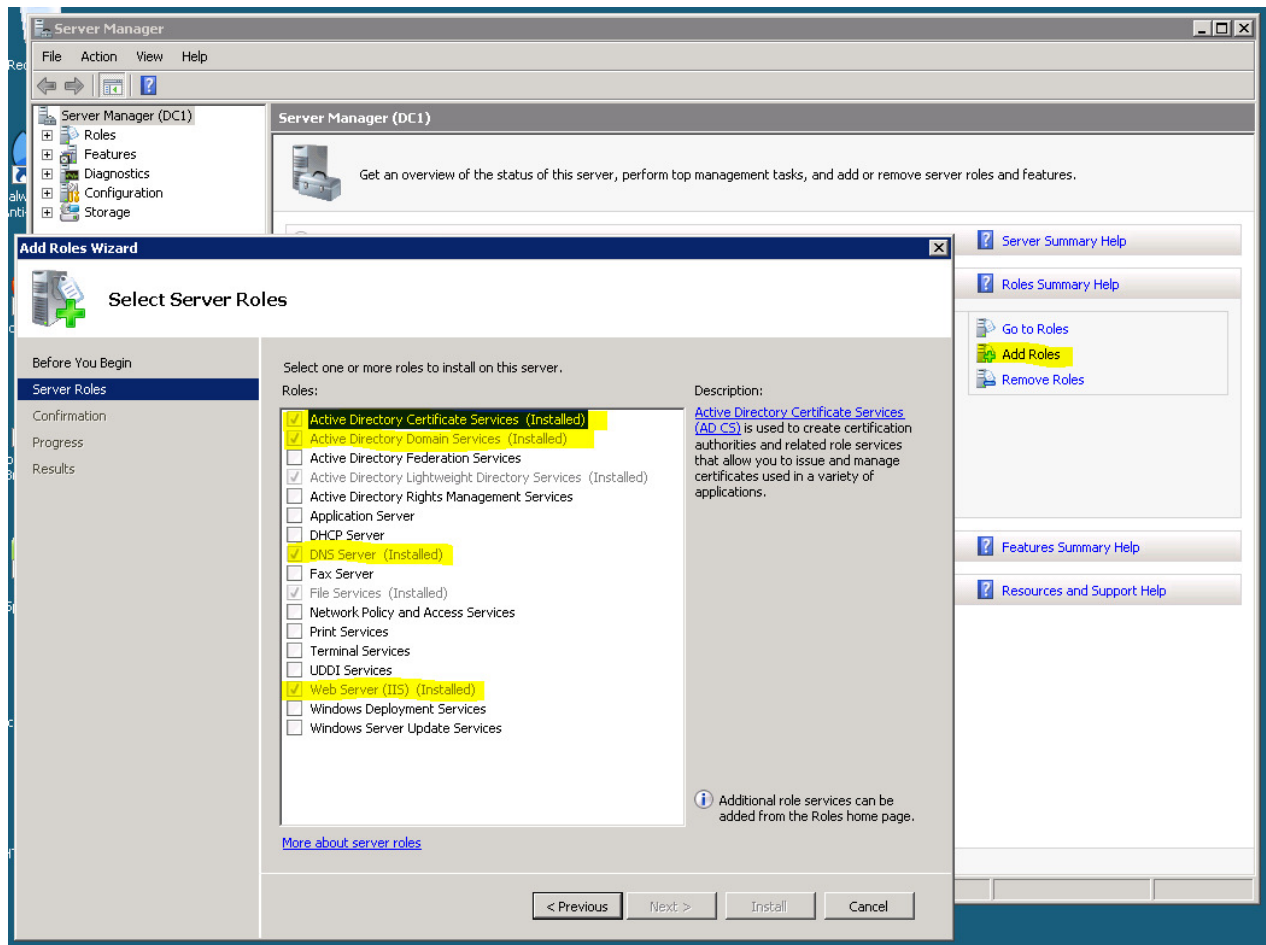 Server Manager
File Action View Help
Server Manager (DC1)
Roles
Features
Diagnostics
Configuration
Storage
Server Manager (DC1)
Get an overview of the status of this server, perform top management tasks, and add or remove server roles and features.
Server Summary Help
Roles Summary Help
Go to Roles
Add Roles
Remove Roles
Features Summary Help
Resources and Support Help
Add Roles Wizard
Select Server Roles
Before You Begin
Server Roles
Confirmation
Progress
Results
Select one or more roles to install on this server.
Roles:
Active Directory Certificate Services (Installed)
Active Directory Domain Services (Installed)
Active Directory Federation Services
Active Directory Lightweight Directory Services (Installed)
Active Directory Rights Management Services
Application Server
DHCP Server
DNS Server (Installed)
Fax Server
File Services (Installed)
Network Policy and Access Services
Print Services
Terminal Services
UDDI Services
Web Server (IIS) (Installed)
Windows Deployment Services
Windows Server Update Services
More about server roles
Description:
Active Directory Certificate Services
(AD CS) is used to create certification
authorities and related role services
that allow you to issue and manage
certificates used in a variety of
applications.
Additional role services can be
added from the Roles home page.
< Previous
Next >
Install
Cancel